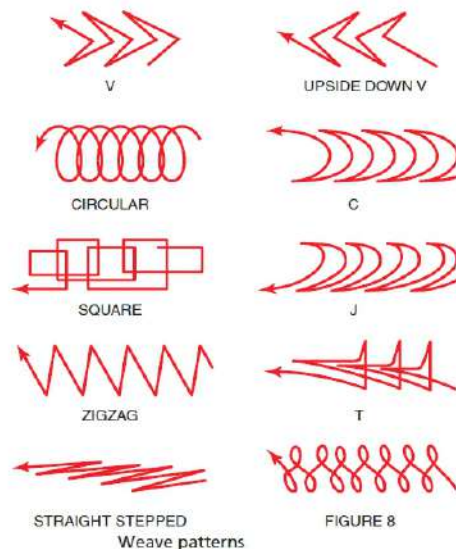 V
UPSIDE DOWN V
CIRCULAR
C
SQUARE
J
ZIGZAG
T
STRAIGHT STEPPED
FIGURE 8
Weave patterns